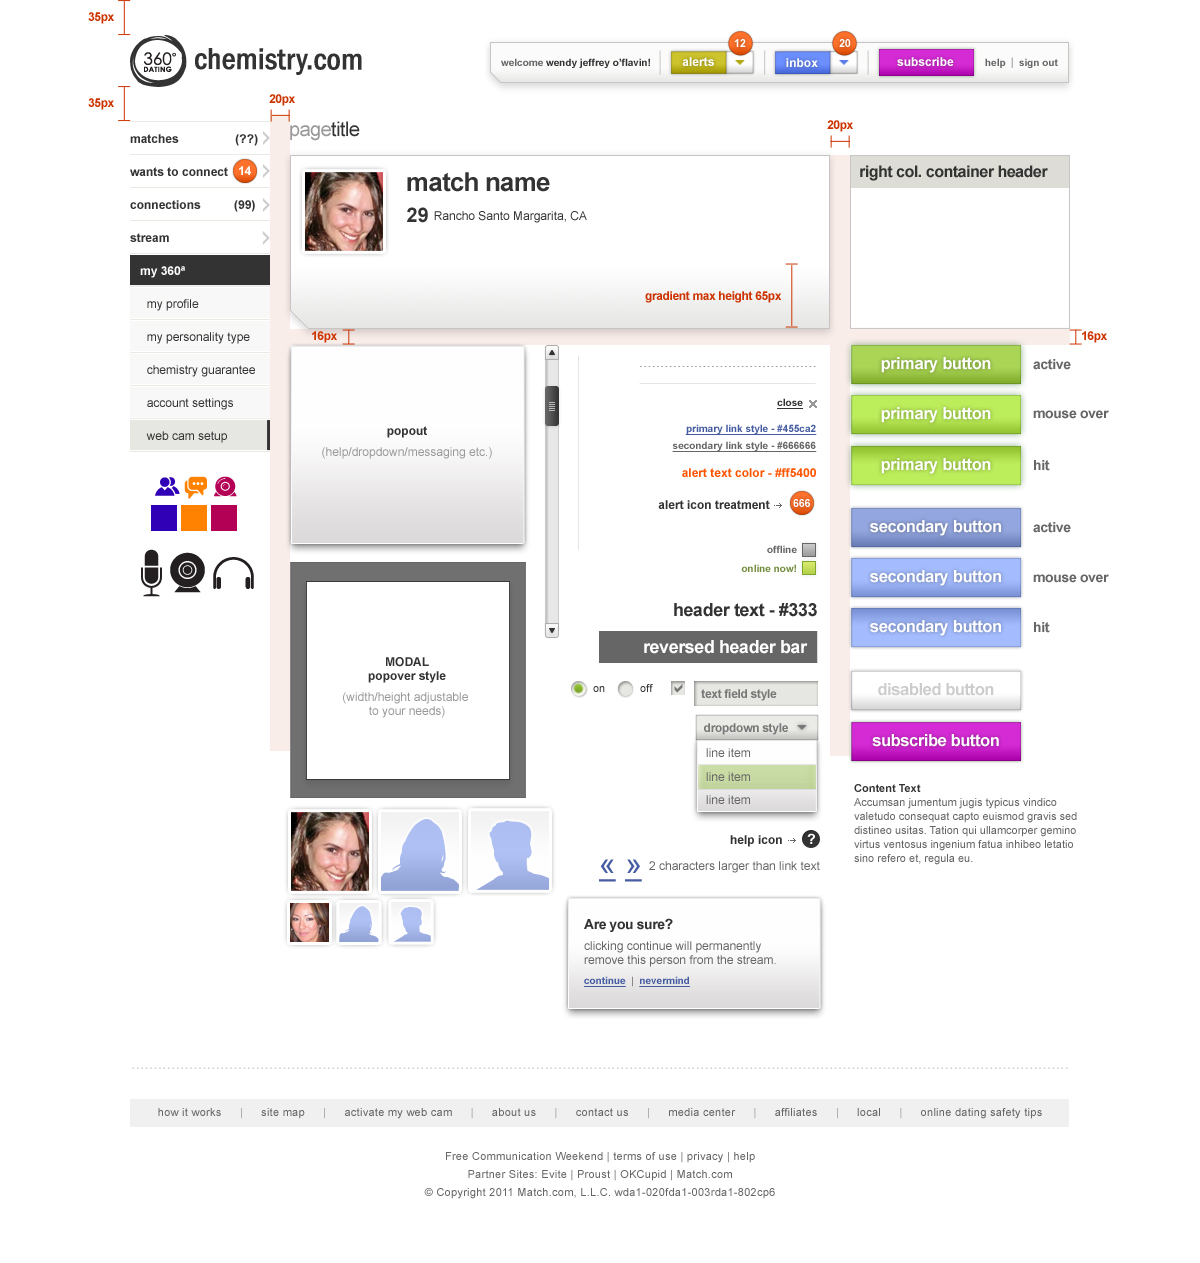 35px
360°
DATING
chemistry.com
welcome wendy jeffrey o'flavin!
alerts
12
inbox
20
subscribe
help | sign out
35px
20px
20px
matches (??)
wants to connect 14
connections (99)
stream
my 360º
my profile
my personality type
chemistry guarantee
account settings
web cam setup
pagetitle
match name
29 Rancho Santo Margarita, CA
gradient max height 65px
right col. container header
16px
16px
popout
(help/dropdown/messaging etc.)
close
primary link style - #455ca2
secondary link style - #666666
alert text color - #ff5400
alert icon treatment → 666
offline
online now!
header text - #333
reversed header bar
on
off
text field style
dropdown style
line item
line item
line item
help icon → ?
« » 2 characters larger than link text
MODAL
popover style
(width/height adjustable
to your needs)
Are you sure?
clicking continue will permanently
remove this person from the stream.
continue | nevermind
primary button active
primary button mouse over
primary button hit
secondary button active
secondary button mouse over
secondary button hit
disabled button
subscribe button
Content Text
Accumsan jumentum jugis typicus vindico
valetudo consequat capto euismod gravis sed
distineo usitas. Tation qui ullamcorper gemino
virtus ventosus ingenium fatua inhibeo letatio
sino refero et, regula eu.
how it works | site map | activate my web cam | about us | contact us | media center | affiliates | local | online dating safety tips
Free Communication Weekend | terms of use | privacy | help
Partner Sites: Evite | Proust | OKCupid | Match.com
© Copyright 2011 Match.com, L.L.C. wda1-020fda1-003rda1-802cp6